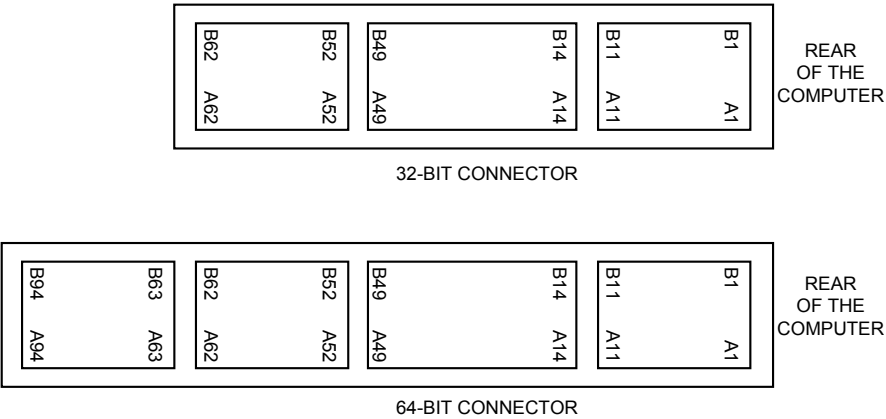 B62 B52 B49 B14 B11 B1
A62 A52 A49 A14 A11 A1
REAR
OF THE
COMPUTER
32-BIT CONNECTOR
B94 B63 B62 B52 B49 B14 B11 B1
A94 A63 A62 A52 A49 A14 A11 A1
REAR
OF THE
COMPUTER
64-BIT CONNECTOR